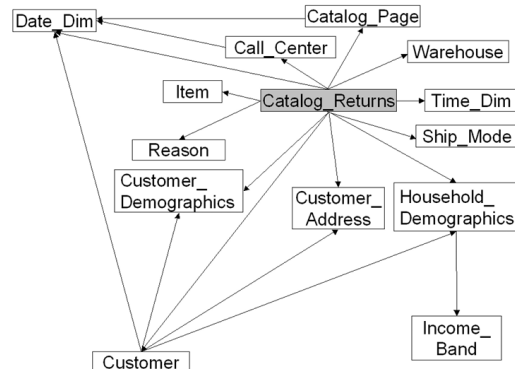 Date_Dim
Catalog_Page
Call_Center
Warehouse
Item
Catalog_Returns
Time_Dim
Ship_Mode
Reason
Customer_
Demographics
Customer_
Address
Household_
Demographics
Income_
Band
Customer